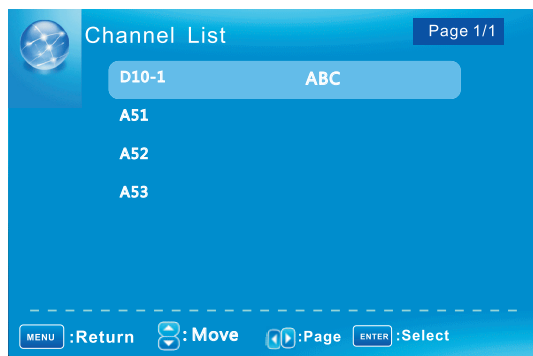 Channel List
Page 1/1
D10-1 ABC
A51
A52
A53
MENU :Return : Move :Page ENTER :Select